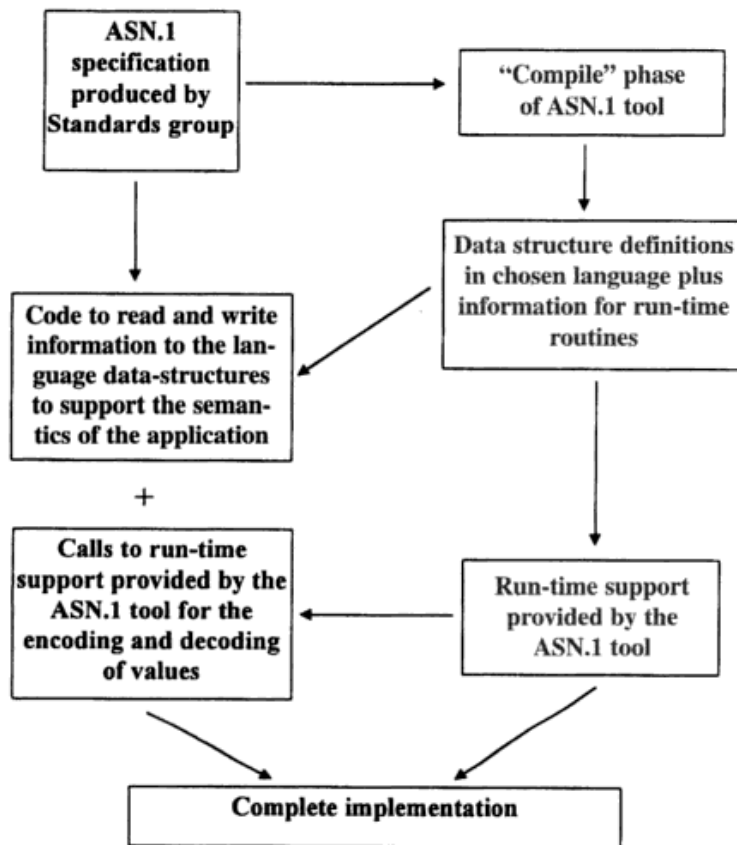 ASN.1
specification
produced by
Standards group
“Compile” phase
of ASN.1 tool
Data structure definitions
in chosen language plus
information for run-time
routines
Code to read and write
information to the lan-
guage data-structures
to support the seman-
tics of the application
+
Calls to run-time
support provided by the
ASN.1 tool for the
encoding and decoding
of values
Run-time support
provided by the
ASN.1 tool
Complete implementation